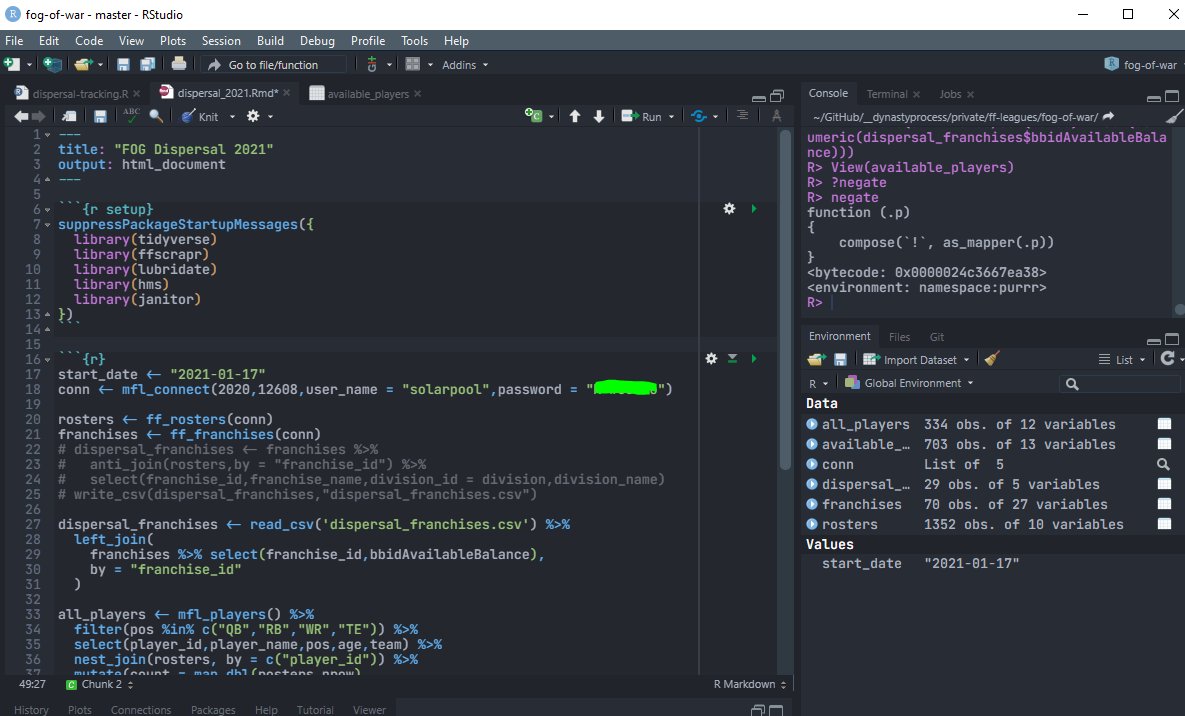 fog-of-war - master - RStudio
File Edit Code View Plots Session Build Debug Profile Tools Help
Go to file/function Addins fog-of-war
dispersal-tracking.R dispersal_2021.Rmd* available_players
ABC Knit Run
1 ---
2 title: "FOG Dispersal 2021"
3 output: html_document
4 ---
5
6 ```{r setup}
7 suppressPackageStartupMessages({
8 library(tidyverse)
9 library(ffscrapr)
10 library(lubridate)
11 library(hms)
12 library(janitor)
13 })
14 ```
15
16 ```{r}
17 start_date <- "2021-01-17"
18 conn <- mfl_connect(2020,12608,user_name = "solarpool",password = "")
19
20 rosters <- ff_rosters(conn)
21 franchises <- ff_franchises(conn)
22 # dispersal_franchises <- franchises %>%
23 # anti_join(rosters,by = "franchise_id") %>%
24 # select(franchise_id,franchise_name,division_id = division,division_name)
25 # write_csv(dispersal_franchises,"dispersal_franchises.csv")
26
27 dispersal_franchises <- read_csv('dispersal_franchises.csv') %>%
28 left_join(
29 franchises %>% select(franchise_id,bbidAvailableBalance),
30 by = "franchise_id"
31 )
32
33 all_players <- mfl_players() %>%
34 filter(pos %in% c("QB","RB","WR","TE")) %>%
35 select(player_id,player_name,pos,age,team) %>%
36 nest_join(rosters, by = c("player_id")) %>%
37 mutate(count = map_dbl(rosters,nrow)
49:27 Chunk 2 R Markdown
History Plots Connections Packages Help Tutorial Viewer
Console Terminal Jobs
~/GitHub/__dynastyprocess/private/ff-leagues/fog-of-war/
umeric(dispersal_franchises$bbidAvailableBala
nce)))
R> View(available_players)
R> ?negate
R> negate
function (.p)
{
compose(`!`, as_mapper(.p))
}
<bytecode: 0x0000024c3667ea38>
<environment: namespace:purrr>
R>
Environment Files Git
Import Dataset List
R Global Environment
Data
all_players 334 obs. of 12 variables
available_… 703 obs. of 13 variables
conn List of 5
dispersal_… 29 obs. of 5 variables
franchises 70 obs. of 27 variables
rosters 1352 obs. of 10 variables
Values
start_date "2021-01-17"